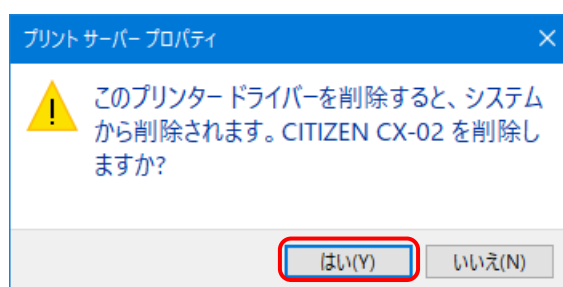 プリント サーバー プロパティ
このプリンター ドライバーを削除すると、システム
から削除されます。CITIZEN CX-02 を削除し
ますか?
はい(Y) いいえ(N)